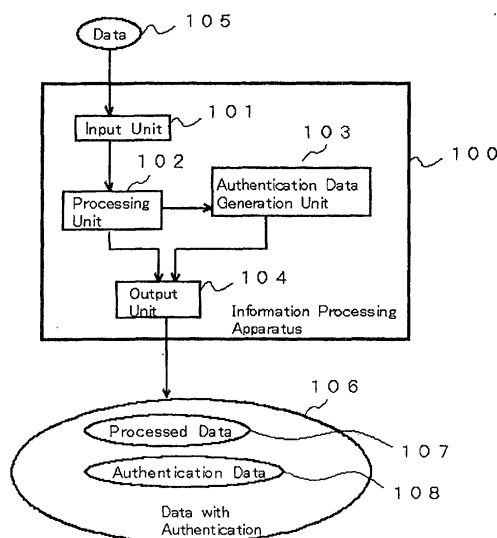 105
Data
101
Input Unit
103
102
100
Authentication Data
Generation Unit
Processing
Unit
104
Output
Unit
Information Processing
Apparatus
106
Processed Data
107
Authentication Data
108
Data with
Authentication